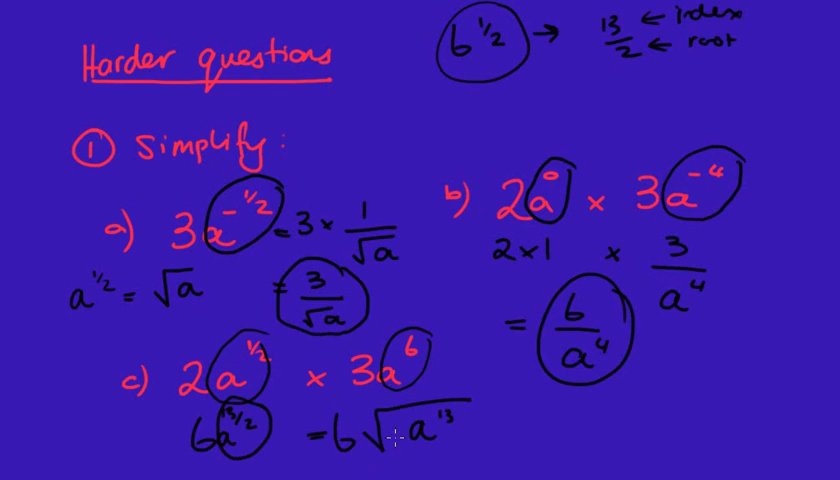 Harder questions
6 1/2 → 13/2 ← index ← root
① Simplify:
a) 3a^-1/2 = 3 × 1/√a
a^1/2 = √a = 3/√a
b) 2a^0 × 3a^-4
2 × 1 × 3/a^4
= 6/a^4
c) 2a^1/2 × 3a^6
6a^13/2 = 6√a^13